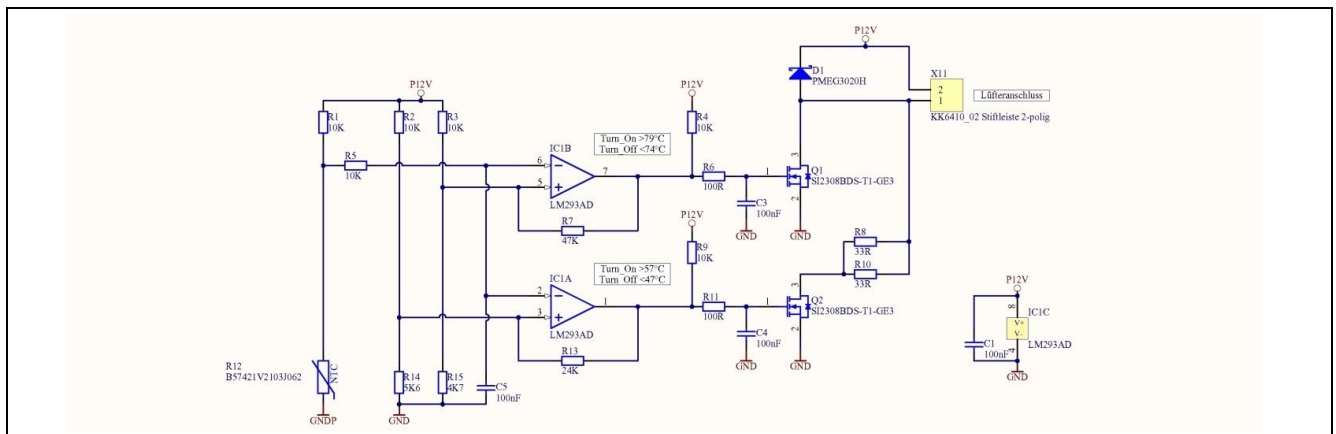 P12V
D1
PMEG3020H
X11
2
1
Lüfteranschluss
KK6410_02 Stiftleiste 2-polig
P12V
R1
10K
R2
10K
R3
10K
P12V
R4
10K
R5
10K
IC1B
6
5
7
LM293AD
Turn_On >79°C
Turn_Off <74°C
R6
100R
R7
47K
C3
100nF
GND
1
3
2
Q1
SI2308BDS-T1-GE3
GND
P12V
R9
10K
R8
33R
R10
33R
IC1A
2
3
1
LM293AD
Turn_On >57°C
Turn_Off <47°C
R11
100R
R13
24K
C4
100nF
GND
1
3
2
Q2
SI2308BDS-T1-GE3
GND
P12V
8
V+
V-
4
IC1C
LM293AD
C1
100nF
GND
R12
B57421V2103J062
NTC
GNDP
R14
5K6
R15
4K7
C5
100nF
GND